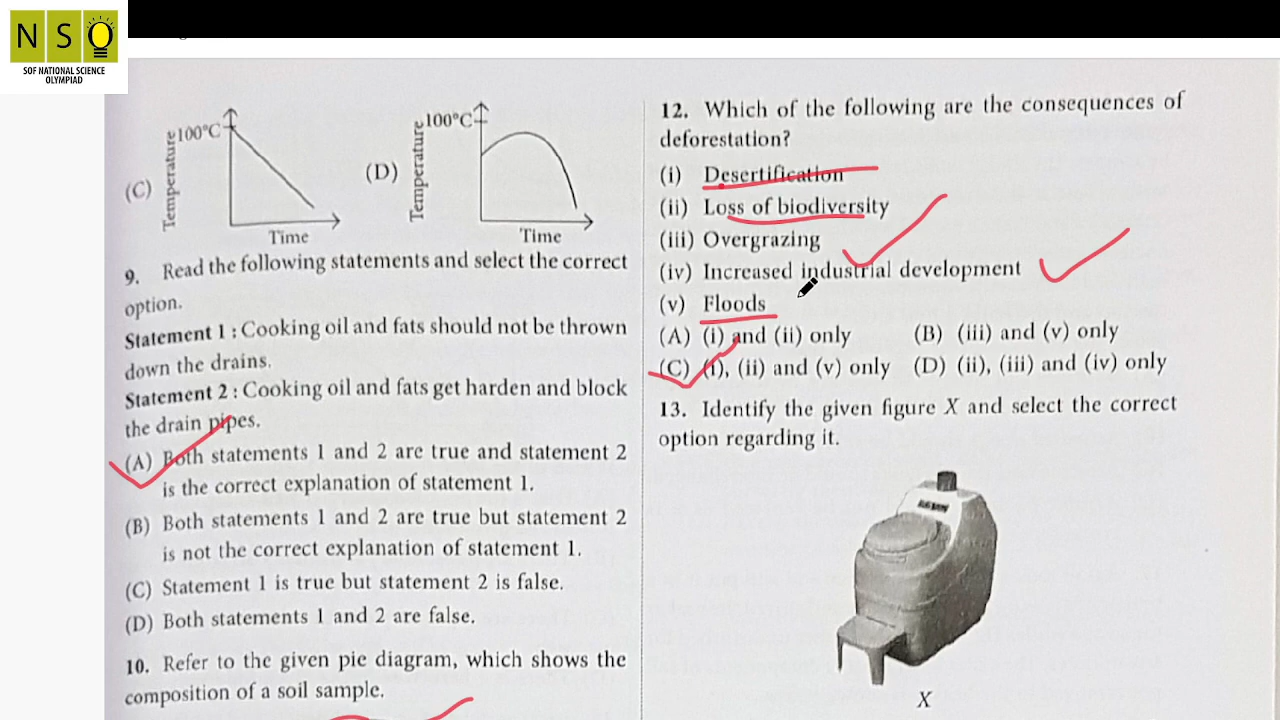 NSO
SOF NATIONAL SCIENCE
OLYMPIAD
(C)
Temperature
100°C
Time
(D)
Temperature
100°C
Time
9. Read the following statements and select the correct
option.
Statement 1 : Cooking oil and fats should not be thrown
down the drains.
Statement 2 : Cooking oil and fats get harden and block
the drain pipes.
(A) Both statements 1 and 2 are true and statement 2
is the correct explanation of statement 1.
(B) Both statements 1 and 2 are true but statement 2
is not the correct explanation of statement 1.
(C) Statement 1 is true but statement 2 is false.
(D) Both statements 1 and 2 are false.
10. Refer to the given pie diagram, which shows the
composition of a soil sample.
12. Which of the following are the consequences of
deforestation?
(i) Desertification
(ii) Loss of biodiversity
(iii) Overgrazing
(iv) Increased industrial development
(v) Floods
(A) (i) and (ii) only (B) (iii) and (v) only
(C) (i), (ii) and (v) only (D) (ii), (iii) and (iv) only
13. Identify the given figure X and select the correct
option regarding it.
X